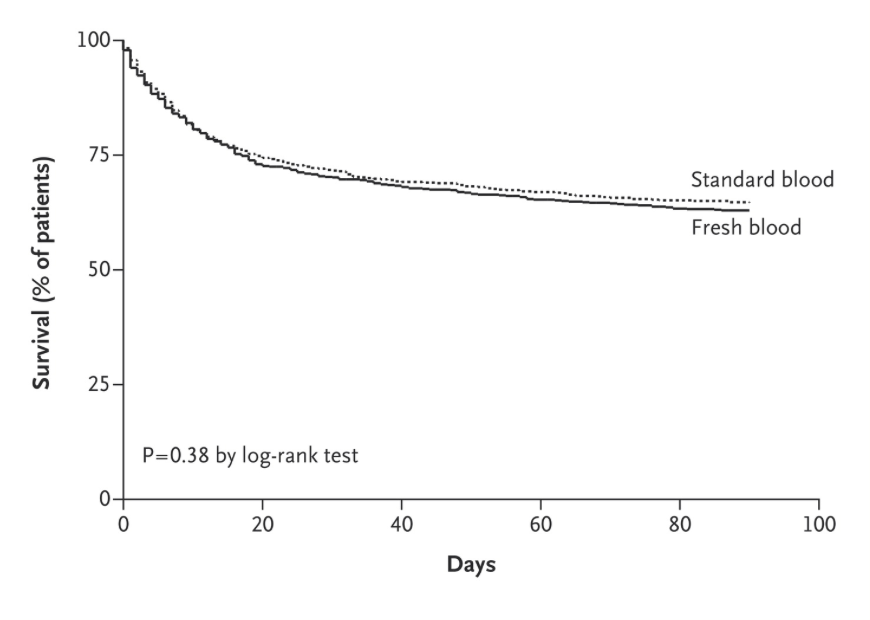 100
75
50
25
0
Survival (% of patients)
Standard blood
Fresh blood
P=0.38 by log-rank test
0 20 40 60 80 100
Days